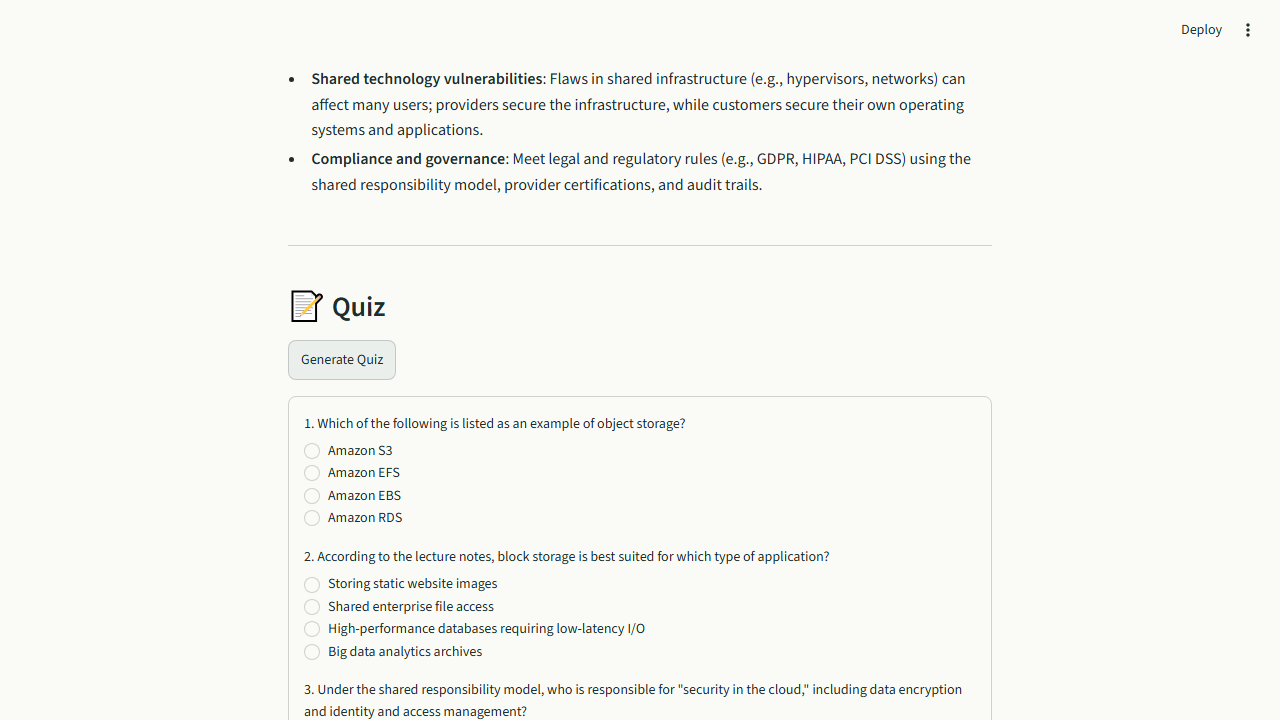 Deploy
Shared technology vulnerabilities: Flaws in shared infrastructure (e.g., hypervisors, networks) can
affect many users; providers secure the infrastructure, while customers secure their own operating
systems and applications.
Compliance and governance: Meet legal and regulatory rules (e.g., GDPR, HIPAA, PCI DSS) using the
shared responsibility model, provider certifications, and audit trails.
Quiz
Generate Quiz
1. Which of the following is listed as an example of object storage?
Amazon S3
Amazon EFS
Amazon EBS
Amazon RDS
2. According to the lecture notes, block storage is best suited for which type of application?
Storing static website images
Shared enterprise file access
High-performance databases requiring low-latency I/O
Big data analytics archives
3. Under the shared responsibility model, who is responsible for "security in the cloud," including data encryption
and identity and access management?